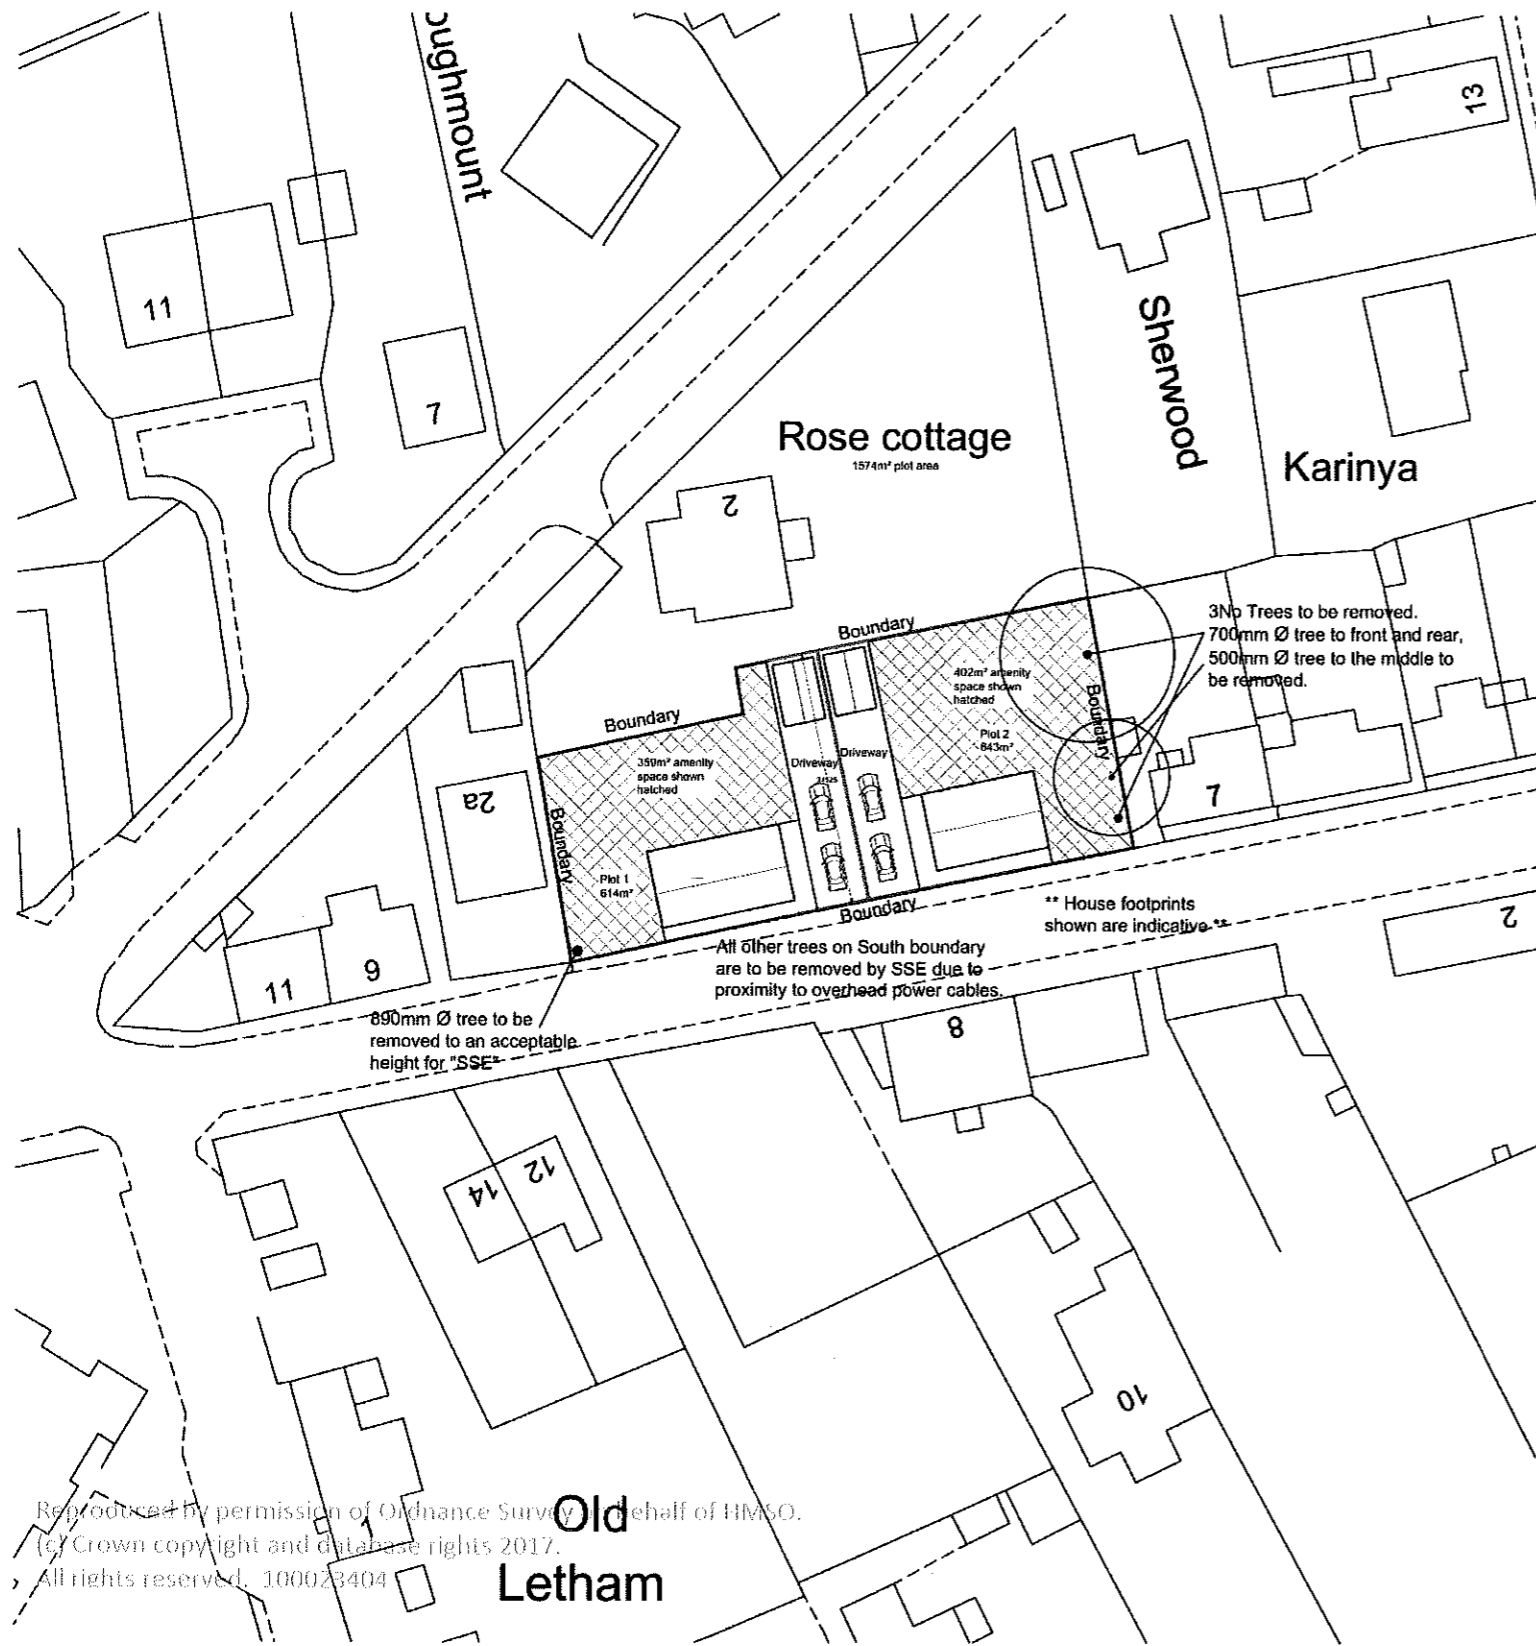 oughmount
13
11
7
Sherwood
Rose cottage
1574m² plot area
Karinya
2
3No Trees to be removed.
700mm Ø tree to front and rear,
500mm Ø tree to the middle to
be removed.
Boundary
Boundary
402m² amenity
space shown
hatched
Boundary
Plot 2
643m²
Driveway
Driveway
359m² amenity
space shown
hatched
2a
Boundary
7
Plot 1
614m²
Boundary
** House footprints
shown are indicative **
2
All other trees on South boundary
are to be removed by SSE due to
proximity to overhead power cables.
9
11
890mm Ø tree to be
removed to an acceptable
height for "SSE"
8
12
14
10
Reproduced by permission of Ordnance Survey on behalf of HMSO.
(c) Crown copyright and database rights 2017.
All rights reserved. 100023404
1
Old
Letham